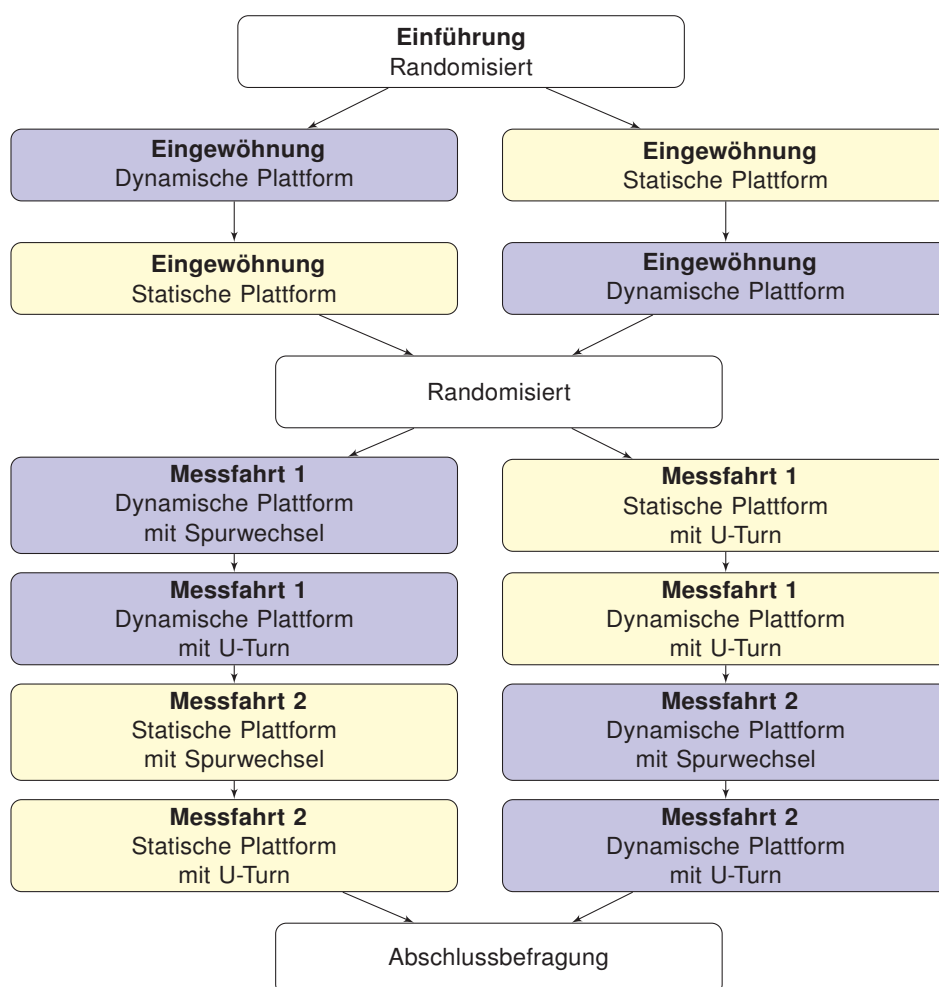 Einführung
Randomisiert
Eingewöhnung
Dynamische Plattform
Eingewöhnung
Statische Plattform
Eingewöhnung
Statische Plattform
Eingewöhnung
Dynamische Plattform
Randomisiert
Messfahrt 1
Dynamische Plattform
mit Spurwechsel
Messfahrt 1
Statische Plattform
mit U-Turn
Messfahrt 1
Dynamische Plattform
mit U-Turn
Messfahrt 1
Dynamische Plattform
mit U-Turn
Messfahrt 2
Statische Plattform
mit Spurwechsel
Messfahrt 2
Dynamische Plattform
mit Spurwechsel
Messfahrt 2
Statische Plattform
mit U-Turn
Messfahrt 2
Dynamische Plattform
mit U-Turn
Abschlussbefragung